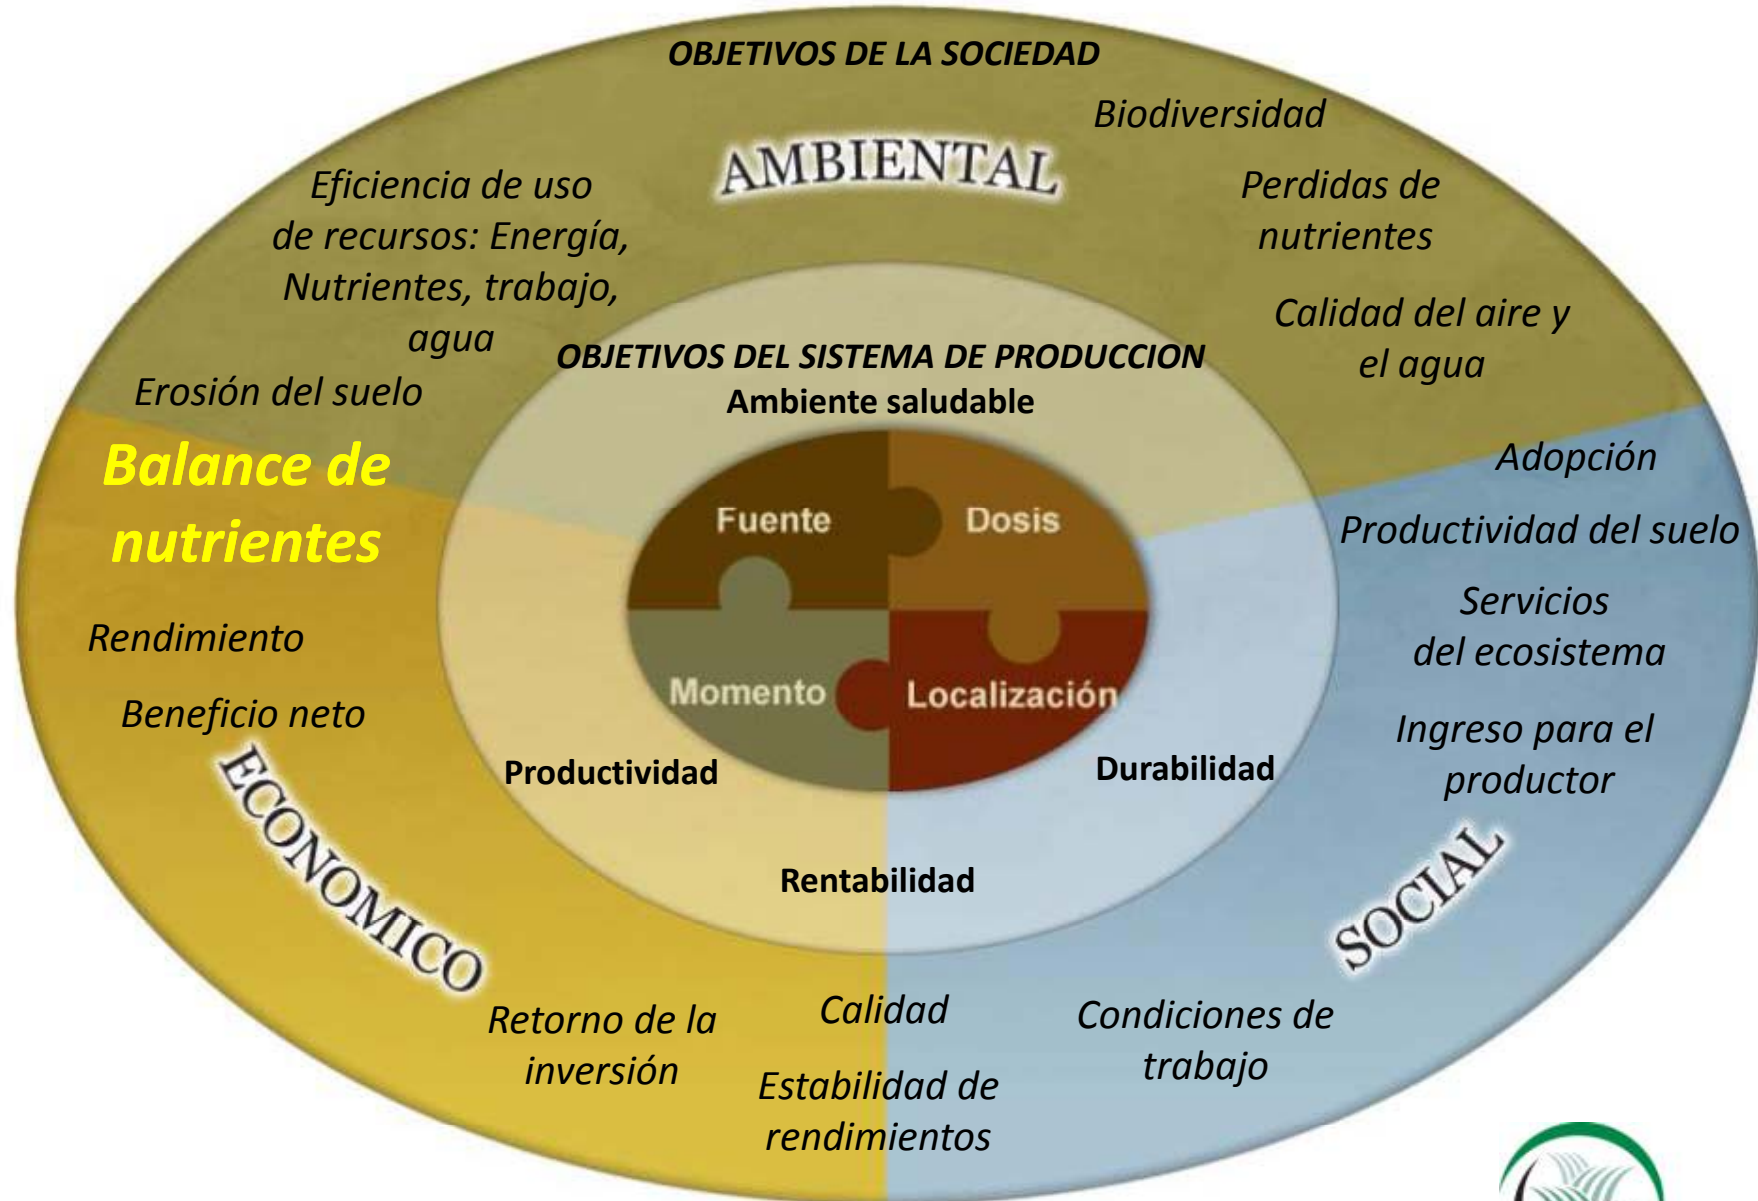 OBJETIVOS DE LA SOCIEDAD
AMBIENTAL
Biodiversidad
Eficiencia de uso
de recursos: Energía,
Nutrientes, trabajo,
agua
Perdidas de
nutrientes
Calidad del aire y
el agua
Erosión del suelo
OBJETIVOS DEL SISTEMA DE PRODUCCION
Ambiente saludable
Balance de
nutrientes
Fuente
Dosis
Momento
Localización
Adopción
Productividad del suelo
Servicios
del ecosistema
Ingreso para el
productor
Rendimiento
Beneficio neto
Productividad
Durabilidad
Rentabilidad
ECONOMICO
SOCIAL
Retorno de la
inversión
Calidad
Estabilidad de
rendimientos
Condiciones de
trabajo